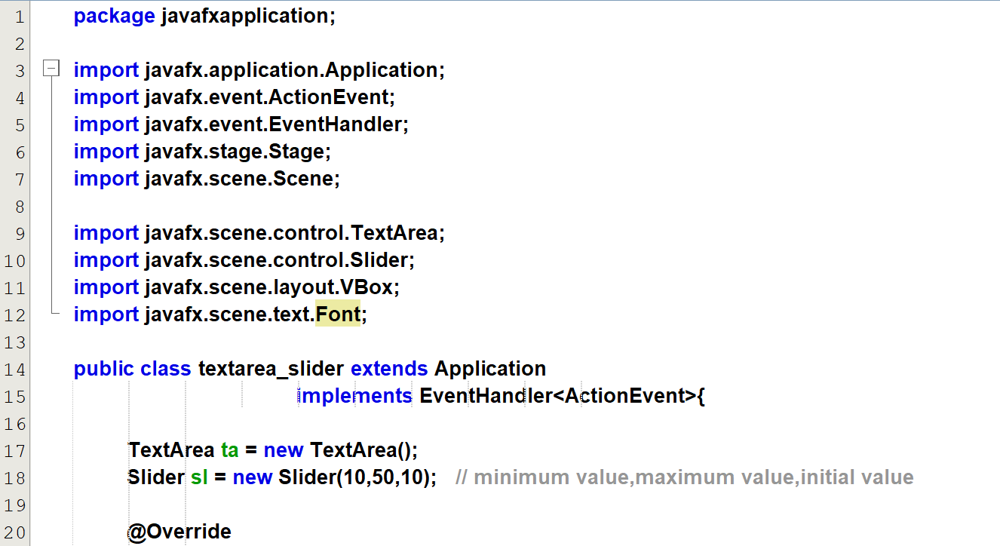 1 package javafxapplication;
2
3 import javafx.application.Application;
4 import javafx.event.ActionEvent;
5 import javafx.event.EventHandler;
6 import javafx.stage.Stage;
7 import javafx.scene.Scene;
8
9 import javafx.scene.control.TextArea;
10 import javafx.scene.control.Slider;
11 import javafx.scene.layout.VBox;
12 import javafx.scene.text.Font;
13
14 public class textarea_slider extends Application
15 implements EventHandler<ActionEvent>{
16
17 TextArea ta = new TextArea();
18 Slider sl = new Slider(10,50,10); // minimum value,maximum value,initial value
19
20 @Override